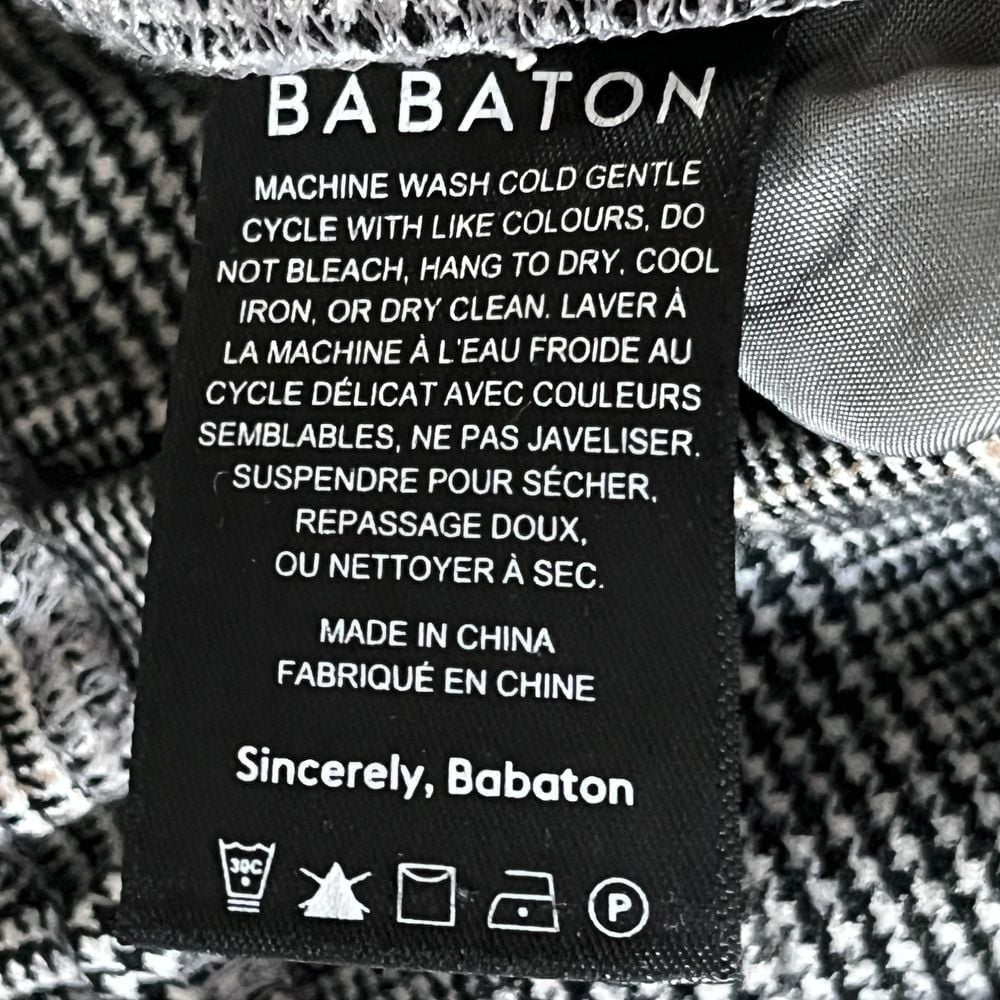 BABATON
MACHINE WASH COLD GENTLE
CYCLE WITH LIKE COLOURS, DO
NOT BLEACH, HANG TO DRY. COOL
IRON, OR DRY CLEAN. LAVER À
LA MACHINE À L'EAU FROIDE AU
CYCLE DÉLICAT AVEC COULEURS
SEMBLABLES, NE PAS JAVELISER.
SUSPENDRE POUR SÉCHER,
REPASSAGE DOUX,
OU NETTOYER À SEC.
MADE IN CHINA
FABRIQUÉ EN CHINE
Sincerely, Babaton
30C P